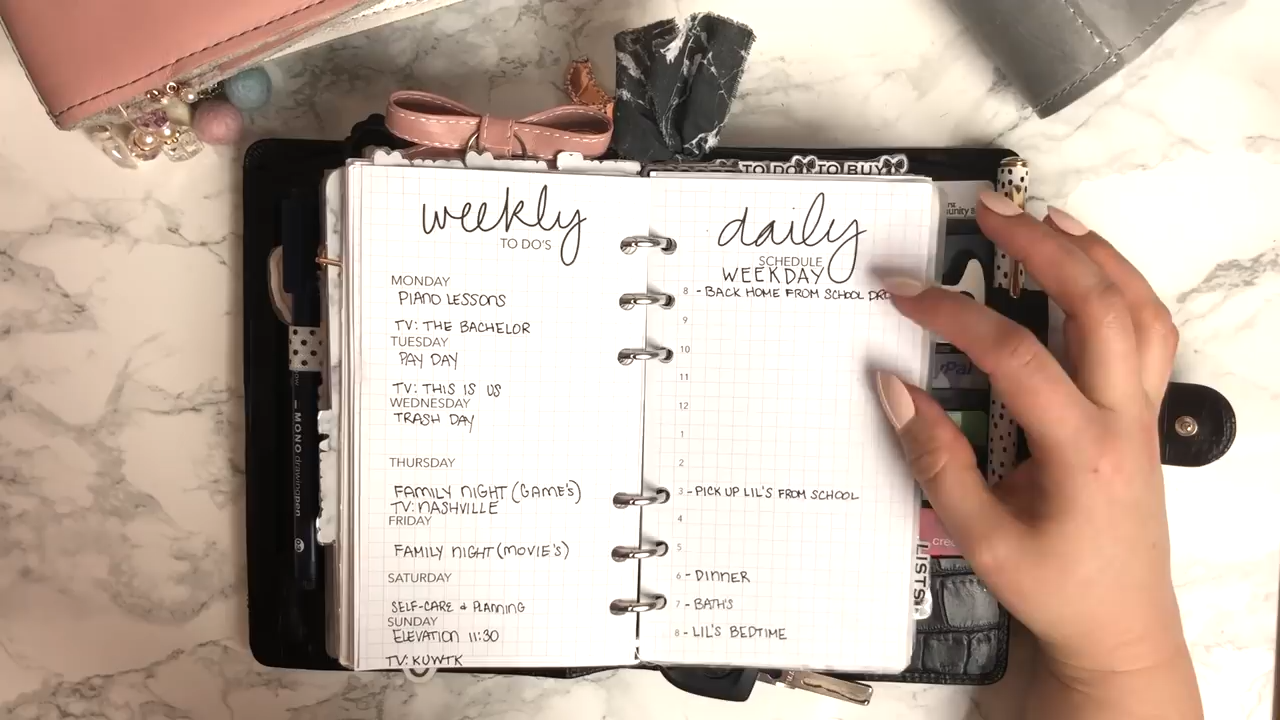 TO DO TO BUY
weekly
TO DO'S
MONDAY
PIANO LESSONS
TV: THE BACHELOR
TUESDAY
PAY DAY
TV: THIS IS US
WEDNESDAY
TRASH DAY
THURSDAY
FAMILY NIGHT (GAME'S)
TV: NASHVILLE
FRIDAY
FAMILY NIGHT (MOVIE'S)
SATURDAY
SELF-CARE & PLANNING
SUNDAY
ELEVATION 11:30
TV: KUWTK
daily
SCHEDULE
WEEKDAY
8 - BACK HOME FROM SCHOOL DRO
9
10
11
12
1
2
3 - PICK UP LIL'S FROM SCHOOL
4
5
6 - DINNER
7 - BATH'S
8 - LIL'S BEDTIME
LISTS
MONO drawing pen